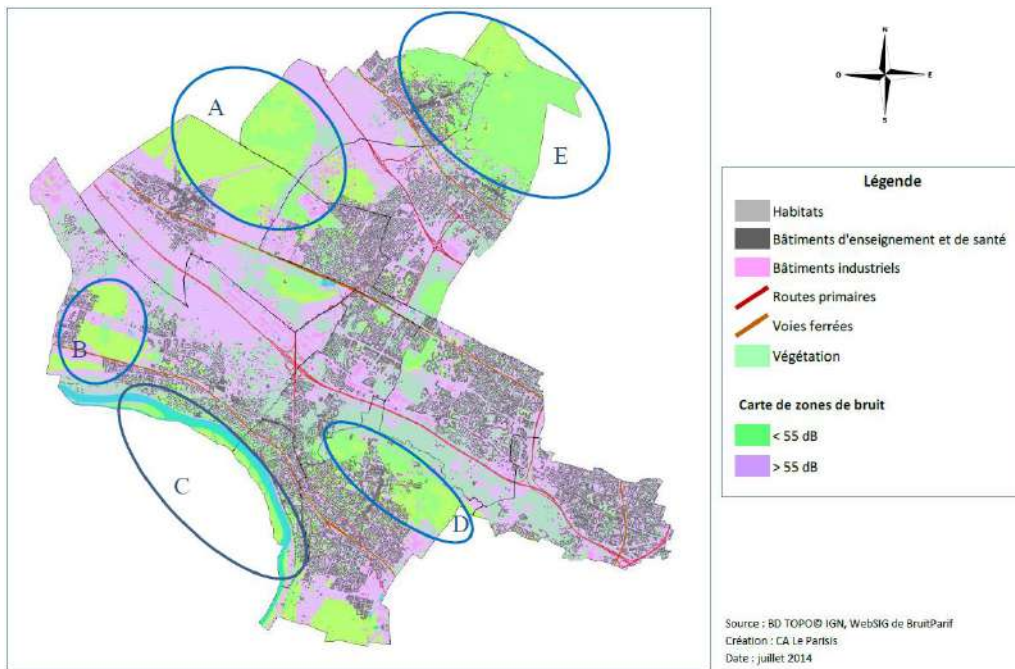 A
B
C
D
E
N
O
E
S
Légende
Habitats
Bâtiments d'enseignement et de santé
Bâtiments industriels
Routes primaires
Voies ferrées
Végétation
Carte de zones de bruit
< 55 dB
> 55 dB
Source : BD TOPO© IGN, WebSIG de BruitParif
Création : CA Le Parisis
Date : juillet 2014